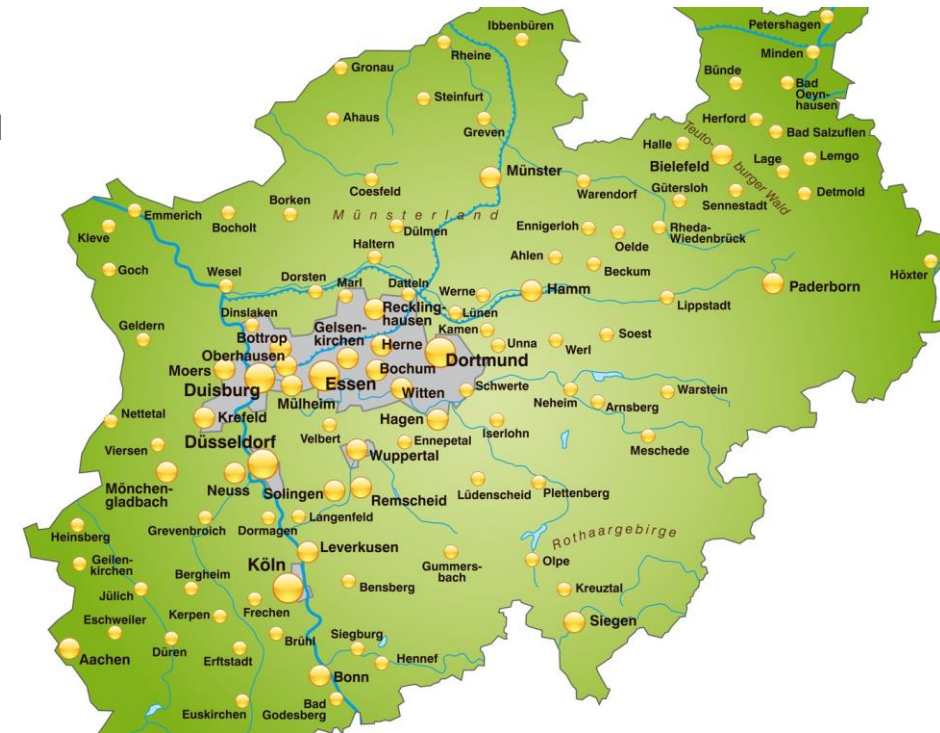 Ibbenbüren
Petershagen
Rheine
Minden
Gronau
Bünde
Bad
Oeyn-
hausen
Steinfurt
Ahaus
Greven
Herford
Bad Salzuflen
Teuto-
burger Wald
Halle
Bielefeld
Lage
Lemgo
Münster
Coesfeld
Warendorf
Gütersloh
Sennestadt
Detmold
Borken
Münsterland
Emmerich
Bocholt
Kleve
Dülmen
Ennigerloh
Oelde
Rheda-
Wiedenbrück
Haltern
Ahlen
Beckum
Goch
Wesel
Dorsten
Marl
Datteln
Werne
Hamm
Lippstadt
Paderborn
Höxter
Dinslaken
Reckling-
hausen
Lünen
Geldern
Gelsen-
kirchen
Kamen
Bottrop
Herne
Unna
Werl
Soest
Oberhausen
Dortmund
Moers
Bochum
Duisburg
Essen
Witten
Schwerte
Neheim
Arnsberg
Warstein
Mülheim
Nettetal
Krefeld
Hagen
Iserlohn
Velbert
Ennepetal
Düsseldorf
Viersen
Wuppertal
Meschede
Mönchen-
gladbach
Neuss
Solingen
Remscheid
Lüdenscheid
Plettenberg
Grevenbroich
Dormagen
Langenfeld
Heinsberg
Rothaargebirge
Leverkusen
Gummers-
bach
Olpe
Geilen-
kirchen
Köln
Bergheim
Bensberg
Kreuztal
Jülich
Frechen
Kerpen
Siegen
Eschweiler
Brühl
Siegburg
Aachen
Düren
Erftstadt
Hennef
Bonn
Euskirchen
Bad
Godesberg